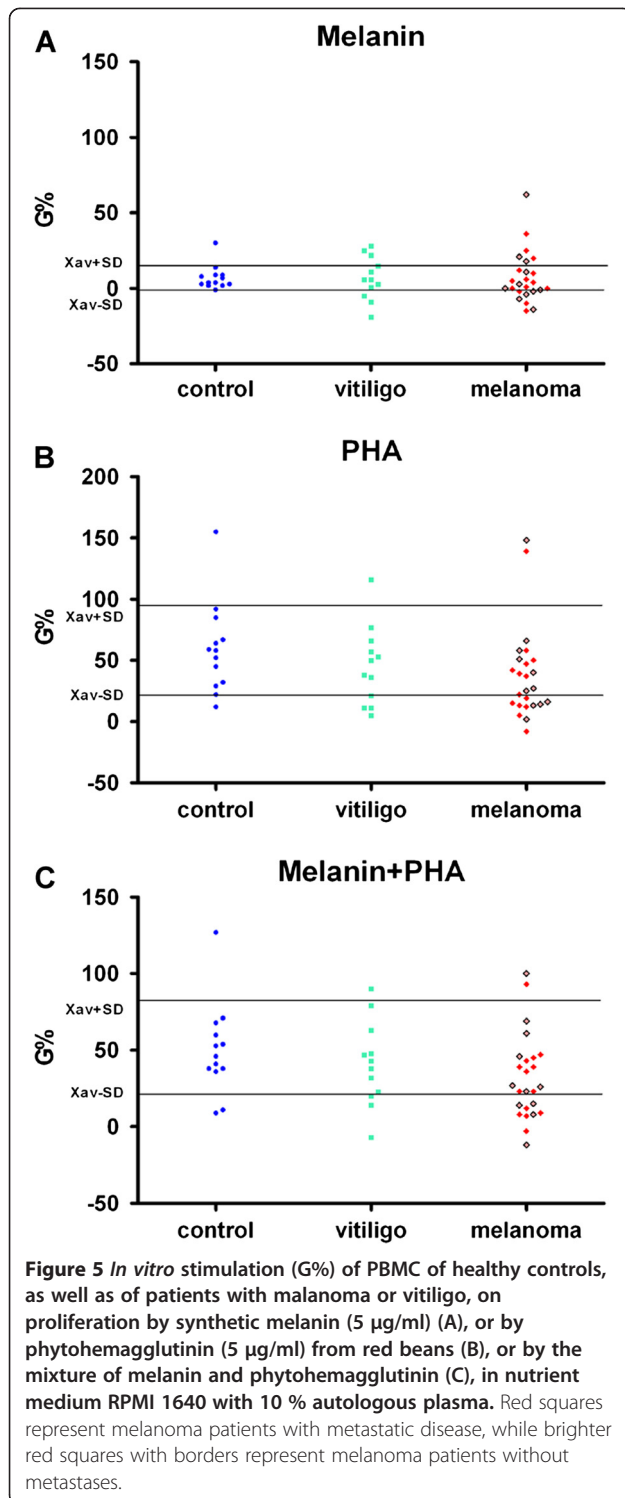 A
Melanin
150
100
50
0
-50
G%
Xav+SD
Xav-SD
control
vitiligo
melanoma
B
PHA
200
150
100
50
0
-50
G%
Xav+SD
Xav-SD
control
vitiligo
melanoma
C
Melanin+PHA
150
100
50
0
-50
G%
Xav+SD
Xav-SD
control
vitiligo
melanoma
Figure 5 In vitro stimulation (G%) of PBMC of healthy controls,
as well as of patients with malanoma or vitiligo, on
proliferation by synthetic melanin (5 μg/ml) (A), or by
phytohemagglutinin (5 μg/ml) from red beans (B), or by the
mixture of melanin and phytohemagglutinin (C), in nutrient
medium RPMI 1640 with 10 % autologous plasma. Red squares
represent melanoma patients with metastatic disease, while brighter
red squares with borders represent melanoma patients without
metastases.